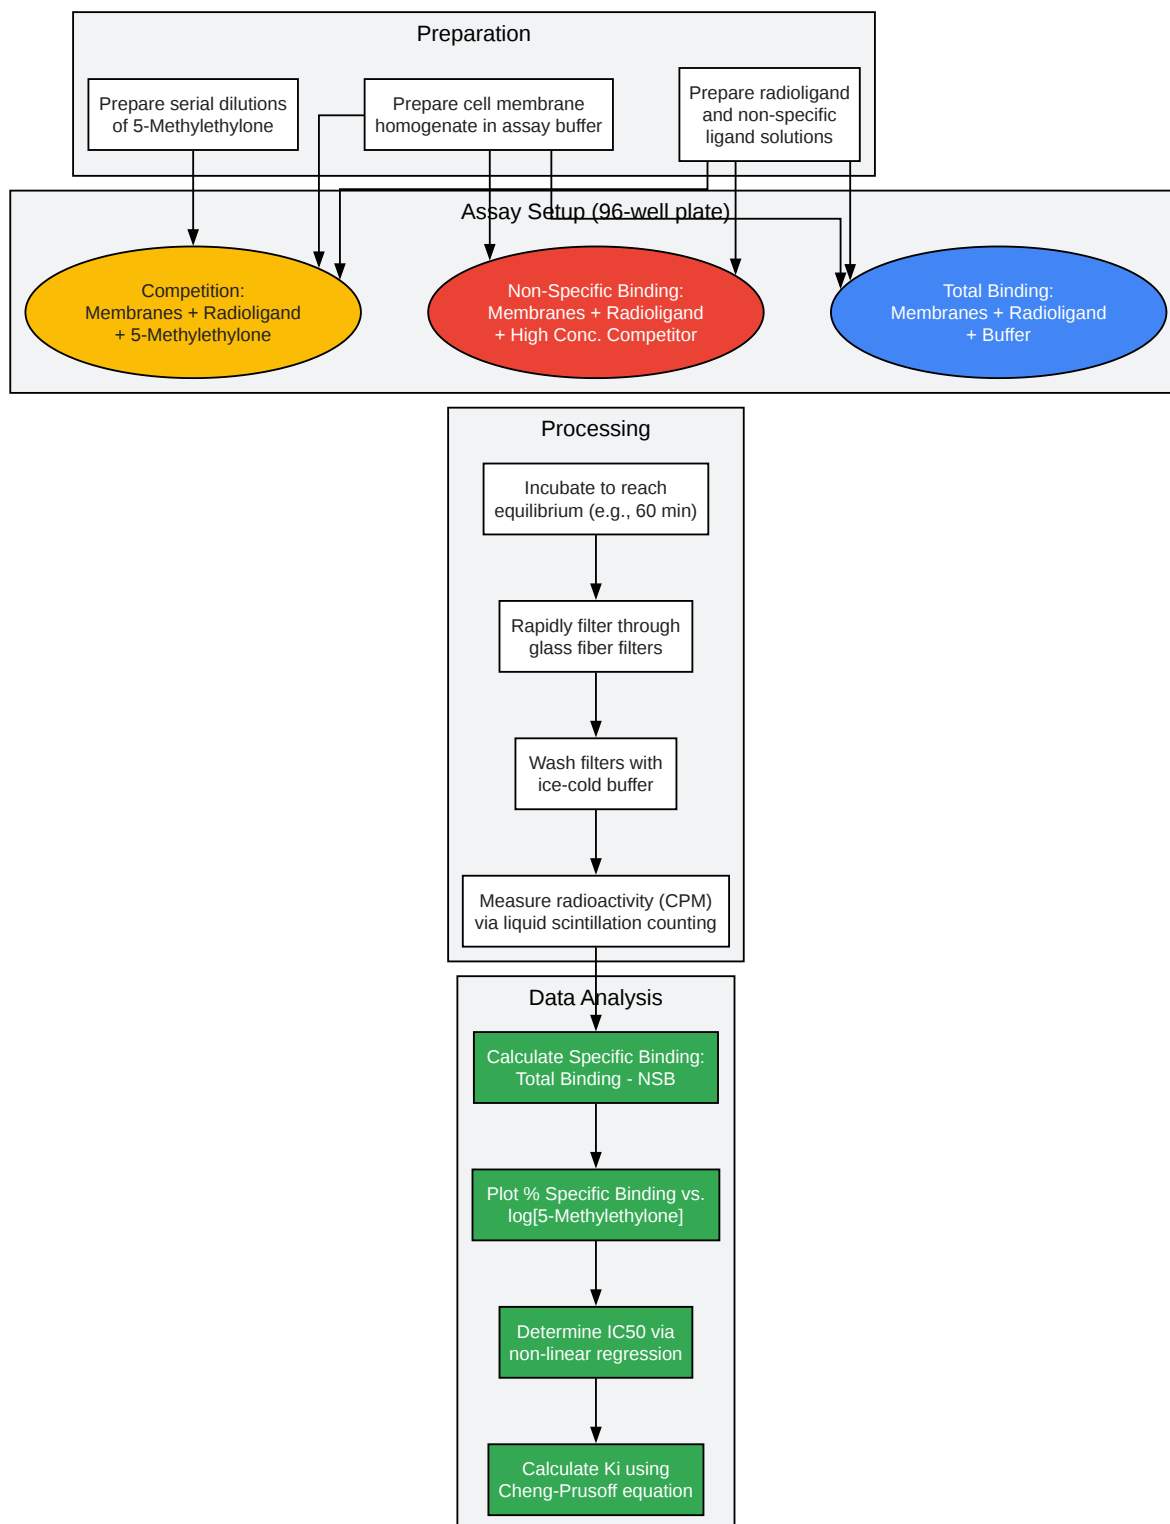 Preparation
Prepare serial dilutions
of 5-Methylethylone
Prepare cell membrane
homogenate in assay buffer
Prepare radioligand
and non-specific
ligand solutions
Assay Setup (96-well plate)
Competition:
Membranes + Radioligand
+ 5-Methylethylone
Non-Specific Binding:
Membranes + Radioligand
+ High Conc. Competitor
Total Binding:
Membranes + Radioligand
+ Buffer
Processing
Incubate to reach
equilibrium (e.g., 60 min)
Rapidly filter through
glass fiber filters
Wash filters with
ice-cold buffer
Measure radioactivity (CPM)
via liquid scintillation counting
Data Analysis
Calculate Specific Binding:
Total Binding - NSB
Plot % Specific Binding vs.
log[5-Methylethylone]
Determine IC50 via
non-linear regression
Calculate Ki using
Cheng-Prusoff equation